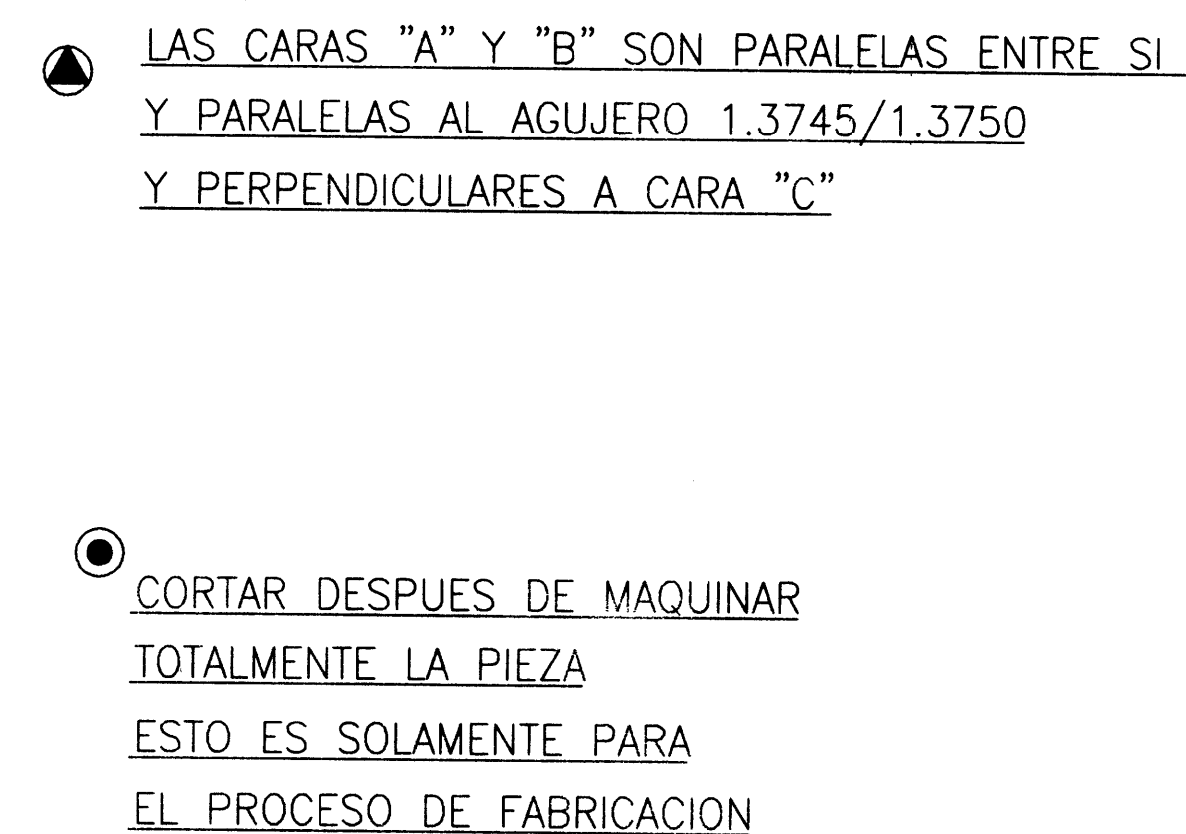 LAS CARAS "A" Y "B" SON PARALELAS ENTRE SI
Y PARALELAS AL AGUJERO 1.3745/1.3750
Y PERPENDICULARES A CARA "C"
CORTAR DESPUES DE MAQUINAR
TOTALMENTE LA PIEZA
ESTO ES SOLAMENTE PARA
EL PROCESO DE FABRICACION